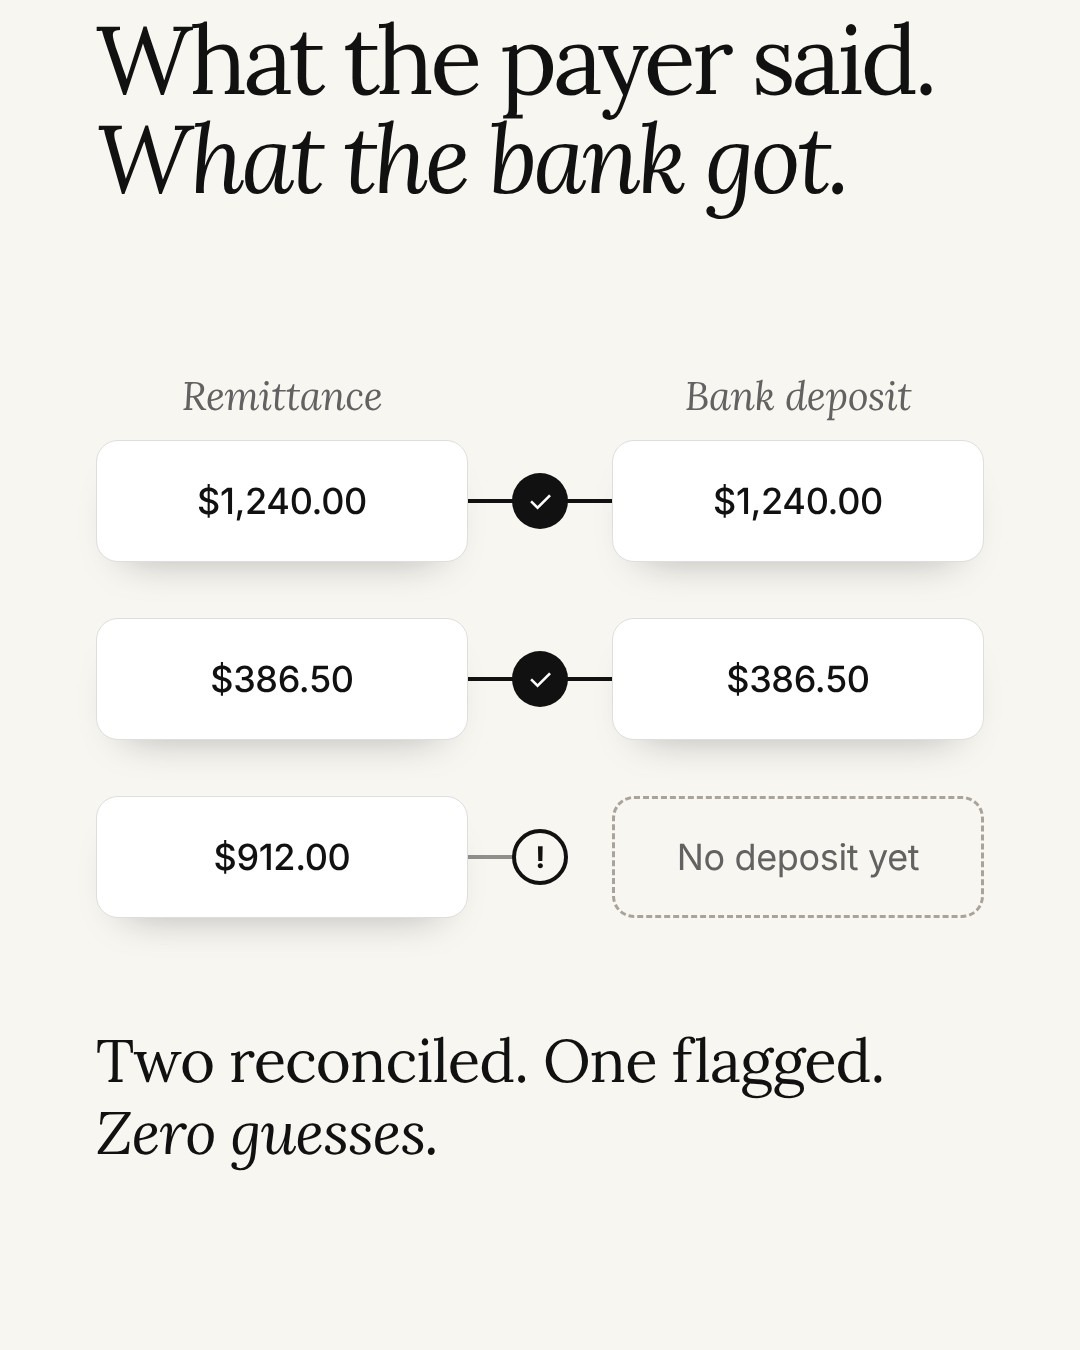 What the payer said.
What the bank got.
Remittance
Bank deposit
$1,240.00
$1,240.00
$386.50
$386.50
$912.00
!
No deposit yet
Two reconciled. One flagged.
Zero guesses.